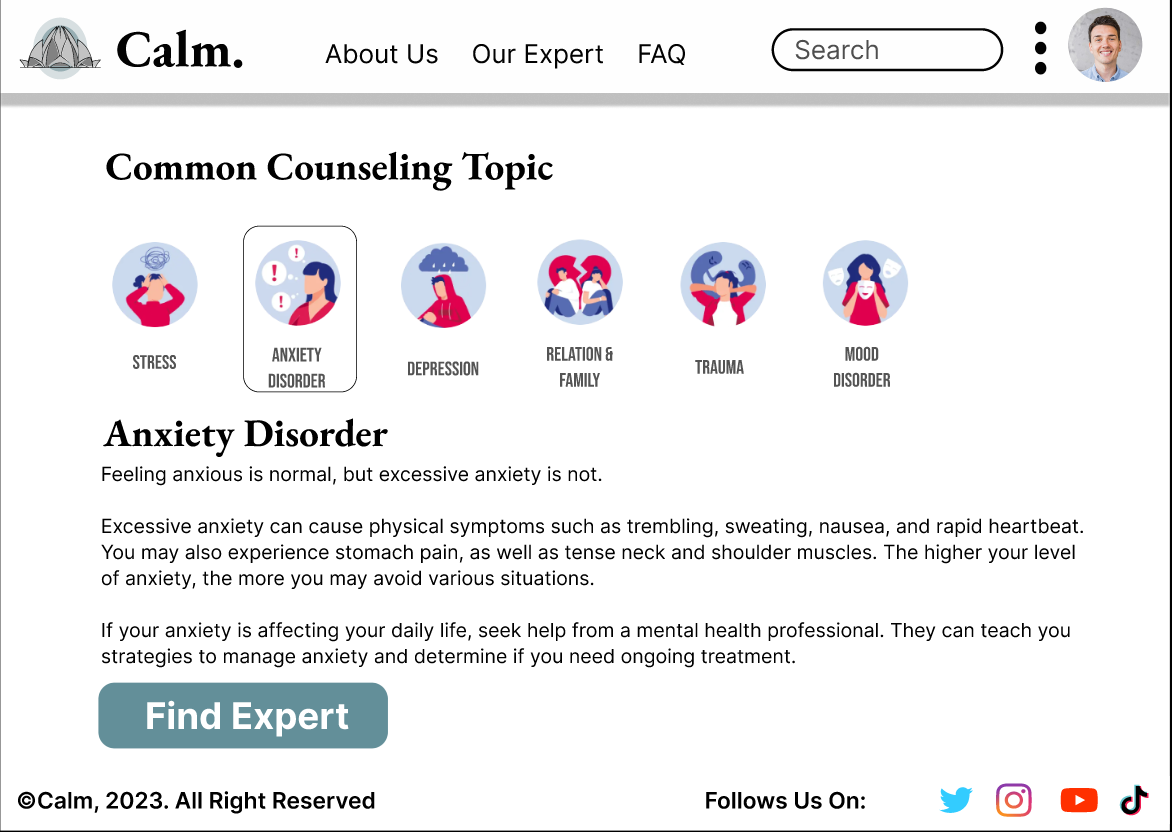 Calm.
About Us Our Expert FAQ
Search
Common Counseling Topic
! ! !
STRESS
ANXIETY
DISORDER
DEPRESSION
RELATION &
FAMILY
TRAUMA
MOOD
DISORDER
Anxiety Disorder
Feeling anxious is normal, but excessive anxiety is not.
Excessive anxiety can cause physical symptoms such as trembling, sweating, nausea, and rapid heartbeat.
You may also experience stomach pain, as well as tense neck and shoulder muscles. The higher your level
of anxiety, the more you may avoid various situations.
If your anxiety is affecting your daily life, seek help from a mental health professional. They can teach you
strategies to manage anxiety and determine if you need ongoing treatment.
Find Expert
©Calm, 2023. All Right Reserved
Follows Us On: